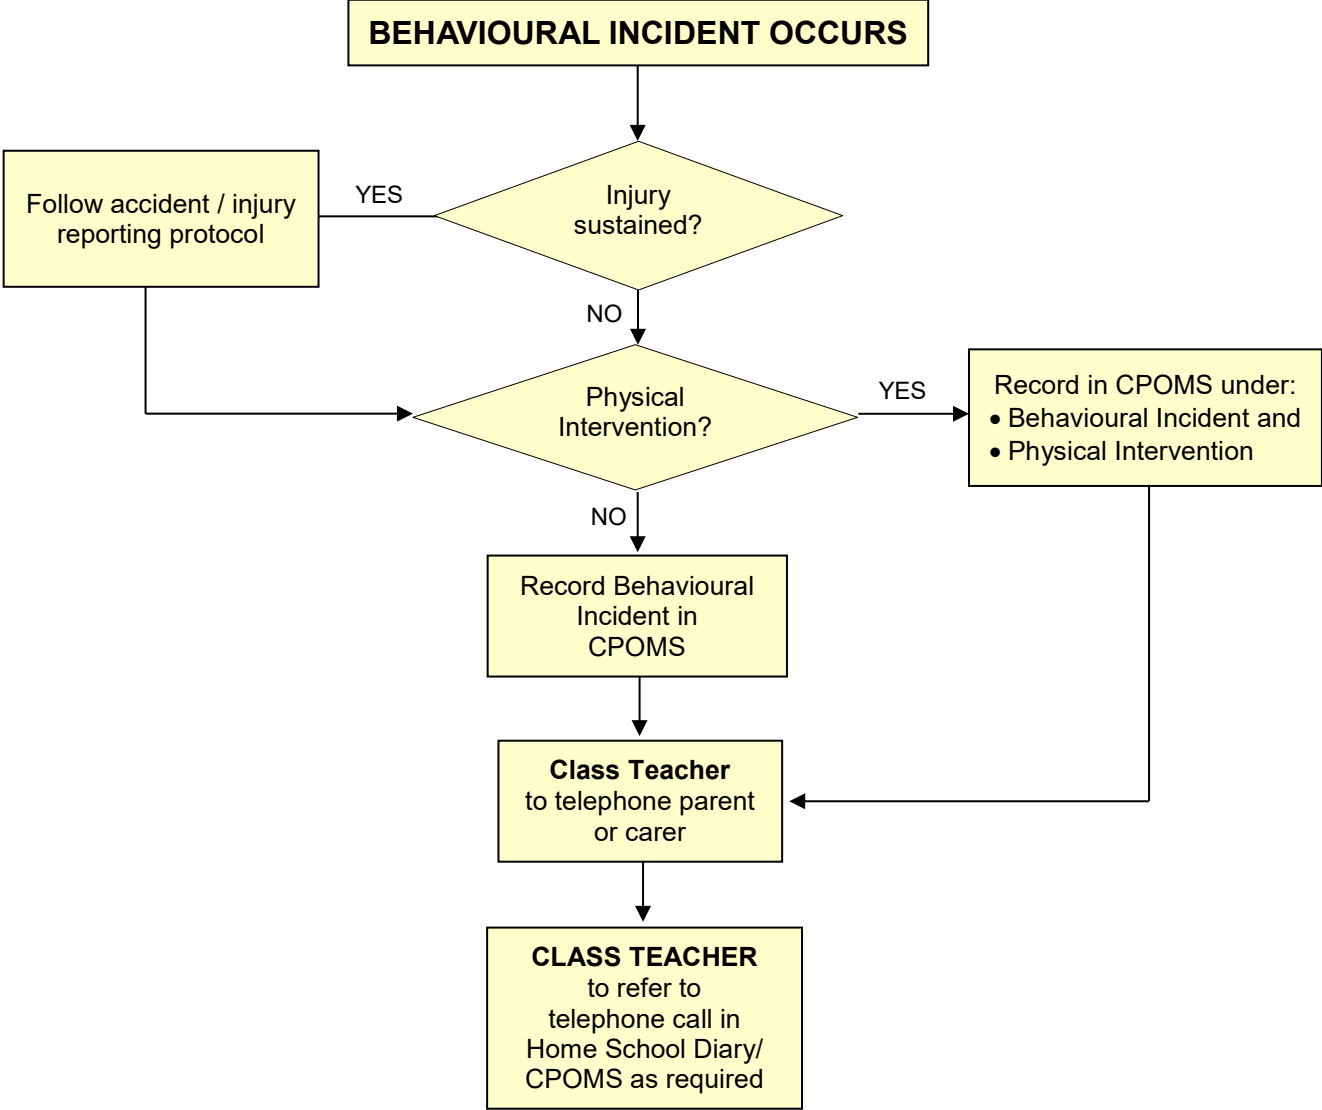 BEHAVIOURAL INCIDENT OCCURS
Injury
sustained?
YES
Follow accident / injury
reporting protocol
NO
Physical
Intervention?
YES
Record in CPOMS under:
• Behavioural Incident and
• Physical Intervention
NO
Record Behavioural
Incident in
CPOMS
Class Teacher
to telephone parent
or carer
CLASS TEACHER
to refer to
telephone call in
Home School Diary/
CPOMS as required